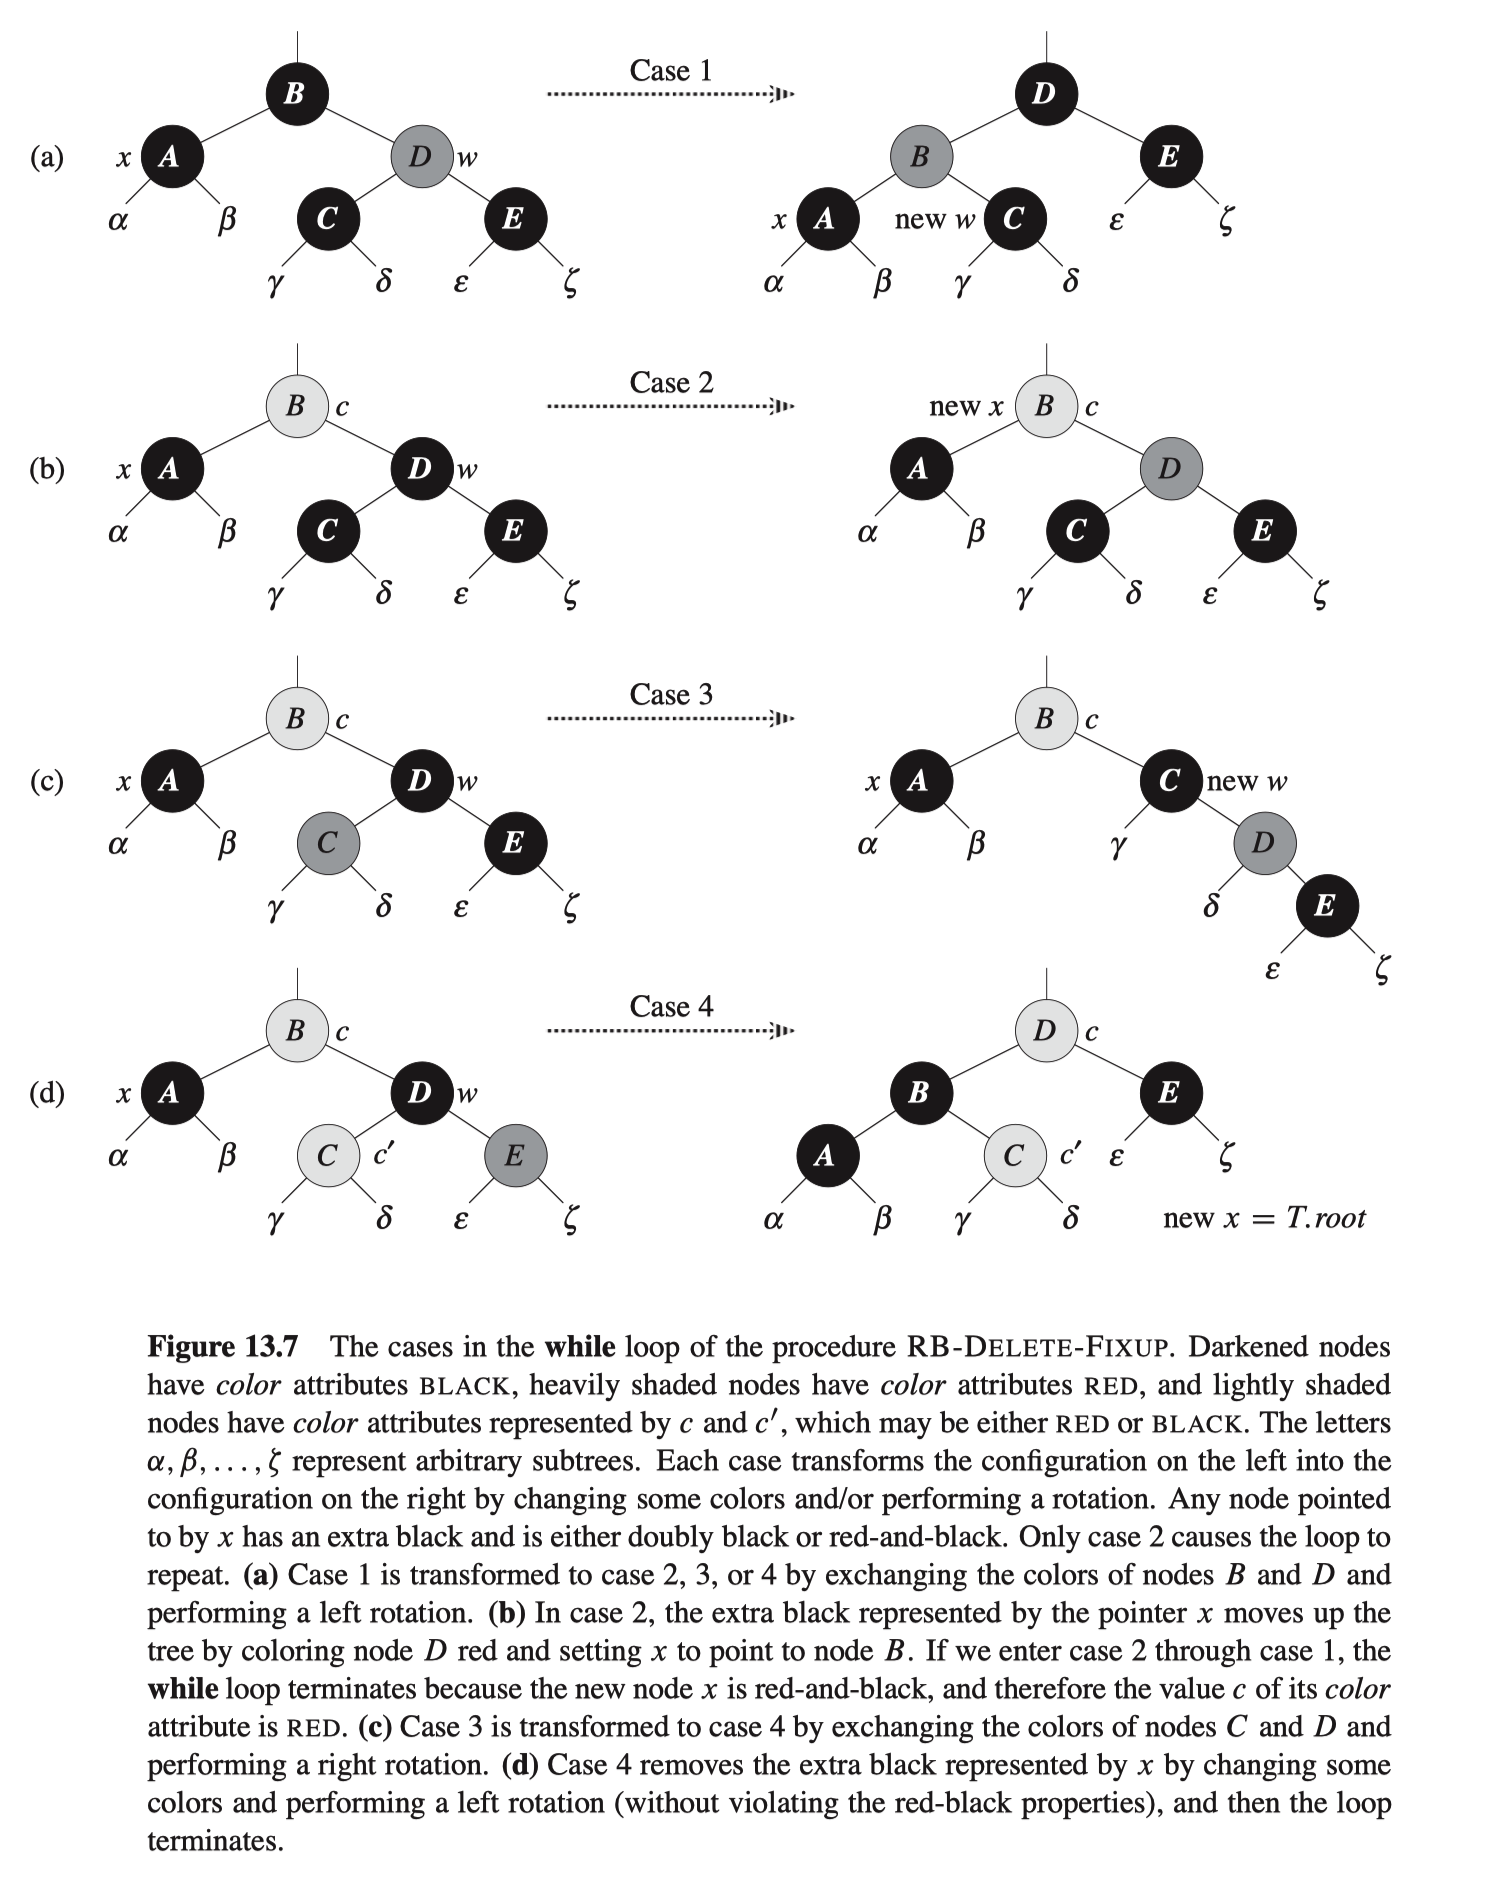 Case 1
B
D
(a)
x
A
D
w
B
E
α
β
C
E
x
A
new w
C
ε
ζ
γ
δ
ε
ζ
α
β
γ
δ
Case 2
B
c
new x
B
c
(b)
x
A
D
w
A
D
α
β
C
E
α
β
C
E
γ
δ
ε
ζ
γ
δ
ε
ζ
Case 3
B
c
B
c
(c)
x
A
D
w
x
A
C
new w
α
β
C
E
α
β
γ
D
γ
δ
ε
ζ
δ
E
ε
ζ
Case 4
B
c
D
c
(d)
x
A
D
w
B
E
α
β
C
c′
E
A
C
c′
ε
ζ
γ
δ
ε
ζ
α
β
γ
δ
new x = T.root
Figure 13.7 The cases in the while loop of the procedure RB-DELETE-FIXUP. Darkened nodes
have color attributes BLACK, heavily shaded nodes have color attributes RED, and lightly shaded
nodes have color attributes represented by c and c′, which may be either RED or BLACK. The letters
α, β, ..., ζ represent arbitrary subtrees. Each case transforms the configuration on the left into the
configuration on the right by changing some colors and/or performing a rotation. Any node pointed
to by x has an extra black and is either doubly black or red-and-black. Only case 2 causes the loop to
repeat. (a) Case 1 is transformed to case 2, 3, or 4 by exchanging the colors of nodes B and D and
performing a left rotation. (b) In case 2, the extra black represented by the pointer x moves up the
tree by coloring node D red and setting x to point to node B. If we enter case 2 through case 1, the
while loop terminates because the new node x is red-and-black, and therefore the value c of its color
attribute is RED. (c) Case 3 is transformed to case 4 by exchanging the colors of nodes C and D and
performing a right rotation. (d) Case 4 removes the extra black represented by x by changing some
colors and performing a left rotation (without violating the red-black properties), and then the loop
terminates.